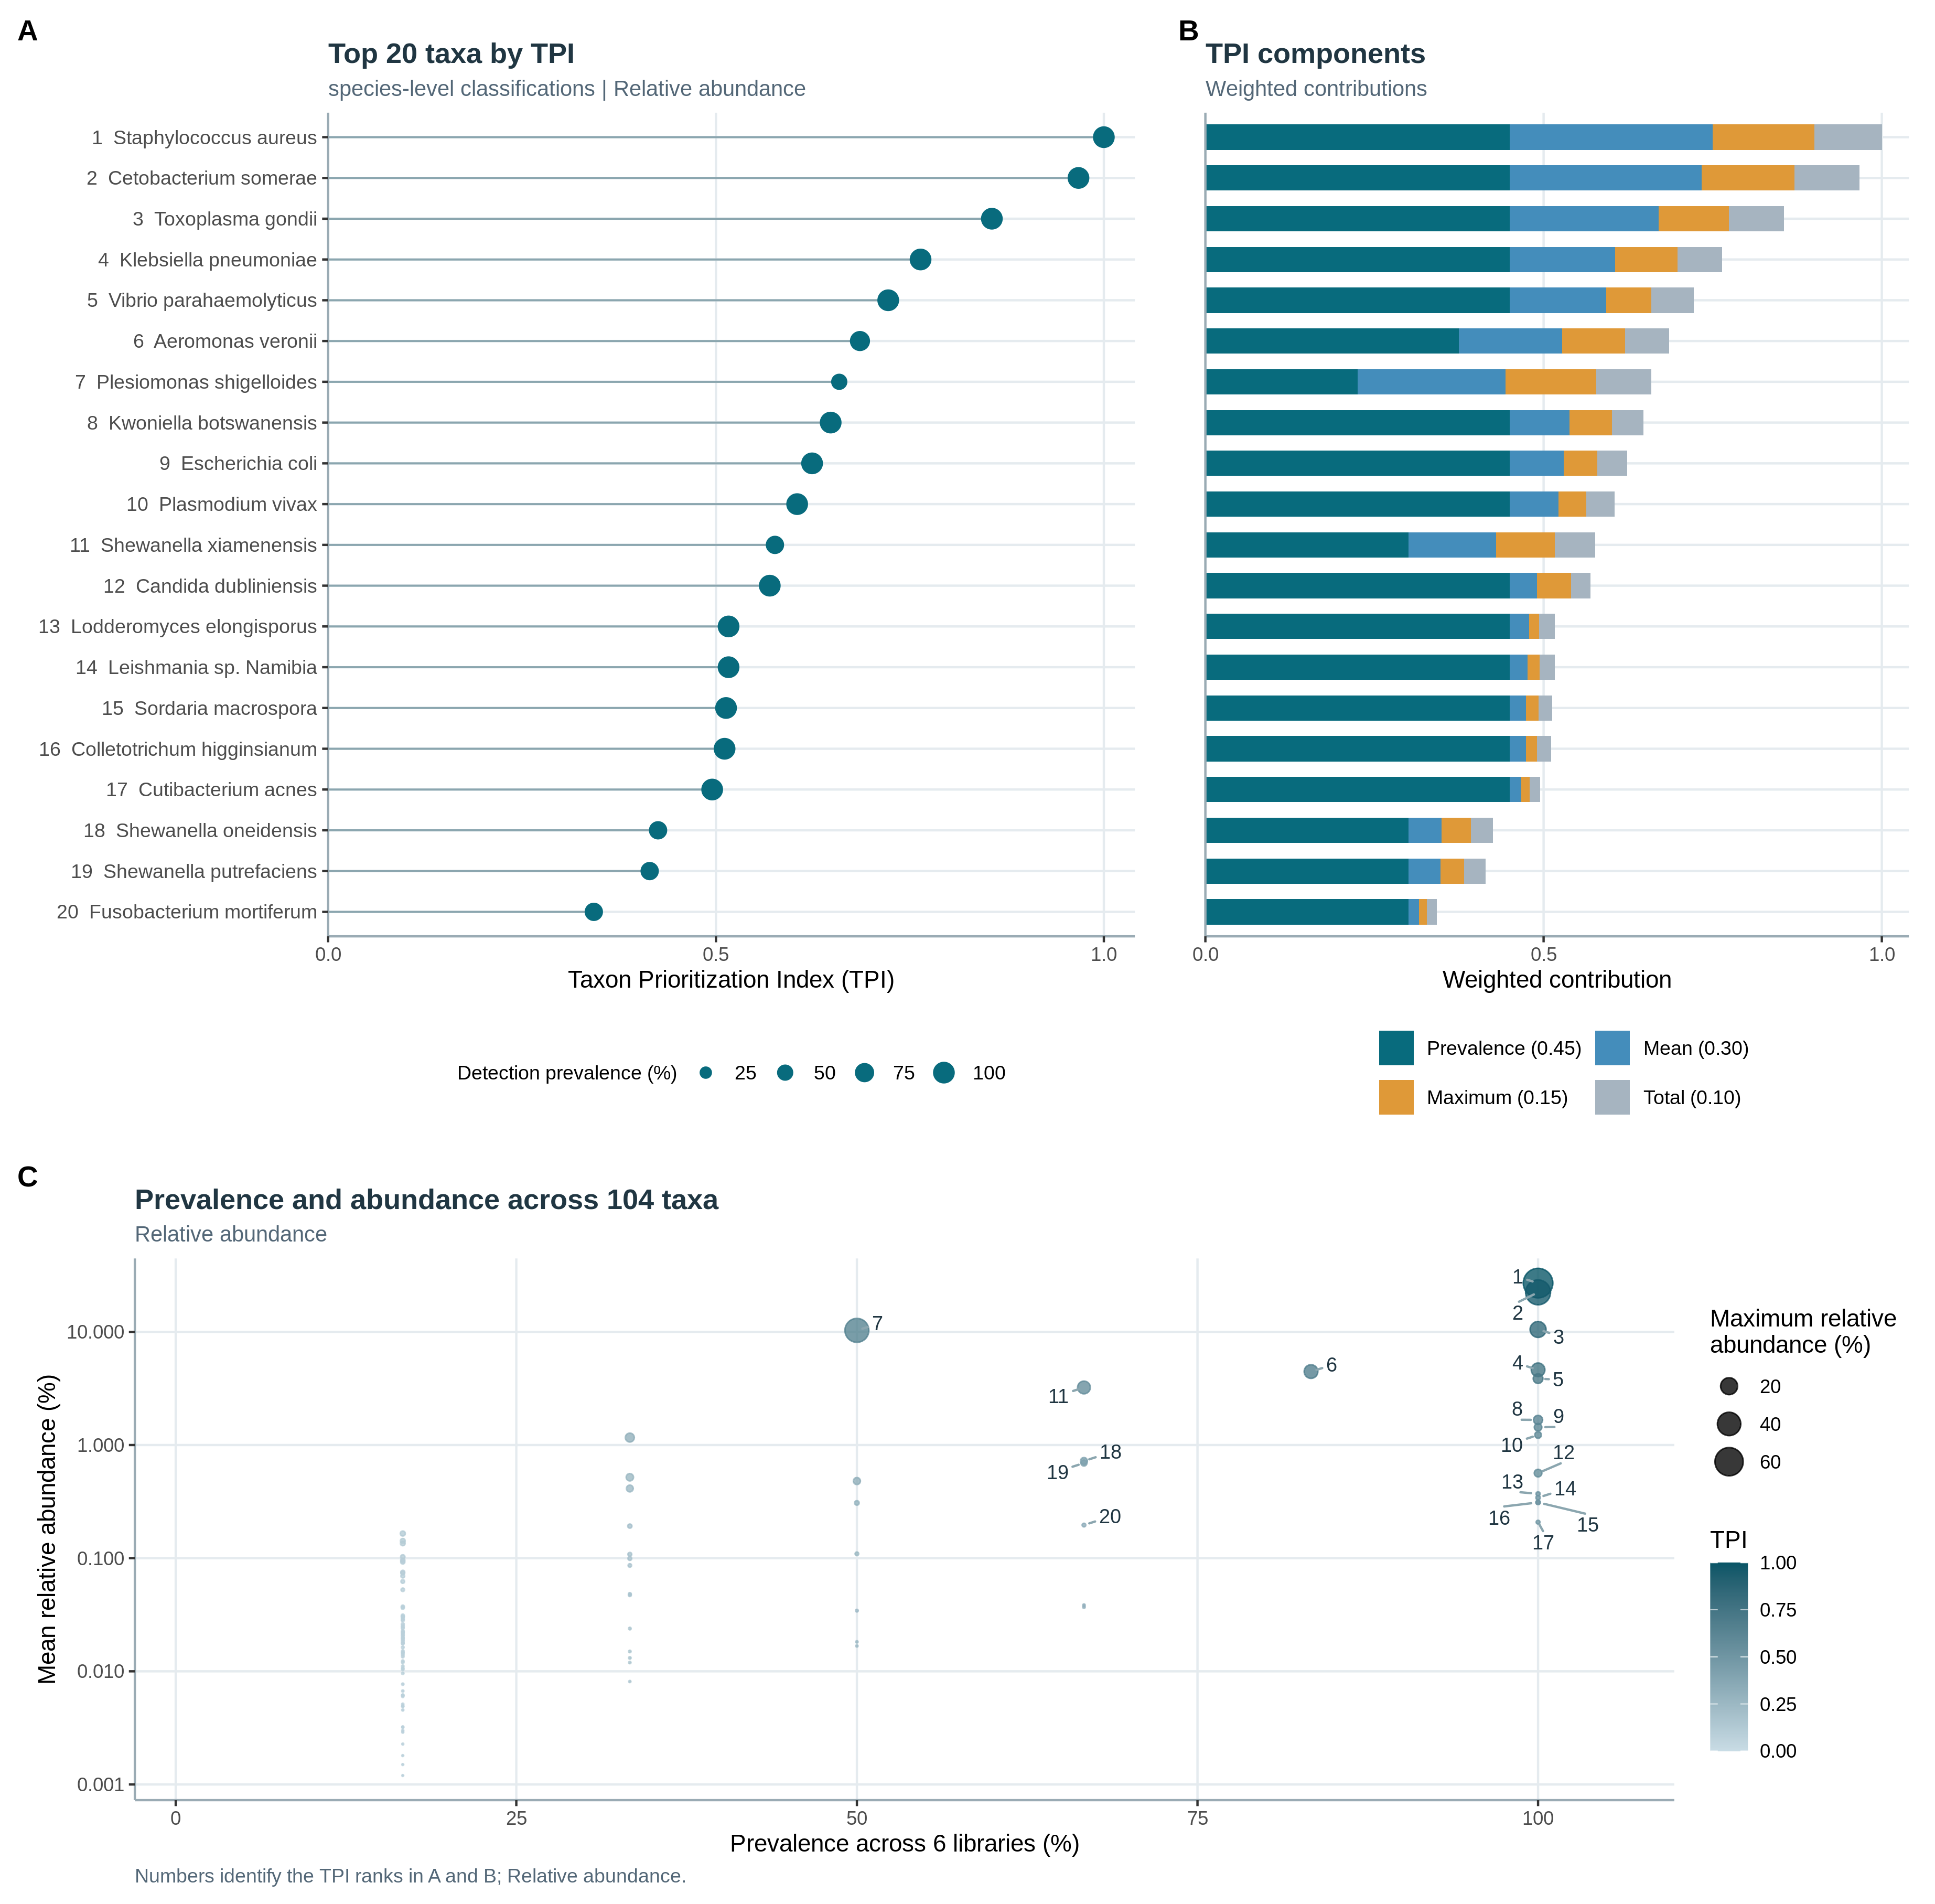 A
Top 20 taxa by TPI
species-level classifications | Relative abundance
1 Staphylococcus aureus
2 Cetobacterium somerae
3 Toxoplasma gondii
4 Klebsiella pneumoniae
5 Vibrio parahaemolyticus
6 Aeromonas veronii
7 Plesiomonas shigelloides
8 Kwoniella botswanensis
9 Escherichia coli
10 Plasmodium vivax
11 Shewanella xiamenensis
12 Candida dubliniensis
13 Lodderomyces elongisporus
14 Leishmania sp. Namibia
15 Sordaria macrospora
16 Colletotrichum higginsianum
17 Cutibacterium acnes
18 Shewanella oneidensis
19 Shewanella putrefaciens
20 Fusobacterium mortiferum
0.0 0.5 1.0
Taxon Prioritization Index (TPI)
Detection prevalence (%) 25 50 75 100
B
TPI components
Weighted contributions
0.0 0.5 1.0
Weighted contribution
Prevalence (0.45) Mean (0.30)
Maximum (0.15) Total (0.10)
C
Prevalence and abundance across 104 taxa
Relative abundance
Mean relative abundance (%)
10.000
1.000
0.100
0.010
0.001
1
2
7
3
4
6
5
11
8
9
10
18
12
19
13
14
20
16
15
17
0 25 50 75 100
Prevalence across 6 libraries (%)
Numbers identify the TPI ranks in A and B; Relative abundance.
Maximum relative
abundance (%)
20
40
60
TPI
1.00
0.75
0.50
0.25
0.00